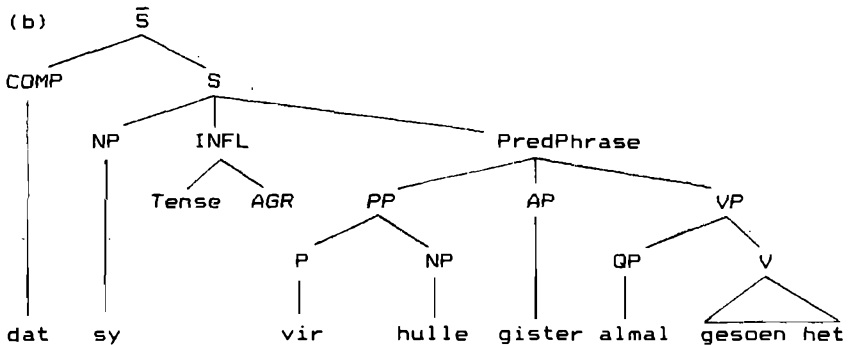 (b) S̄
COMP S
NP INFL PredPhrase
Tense AGR PP AP VP
P NP QP V
dat sy vir hulle gister almal gesoen het